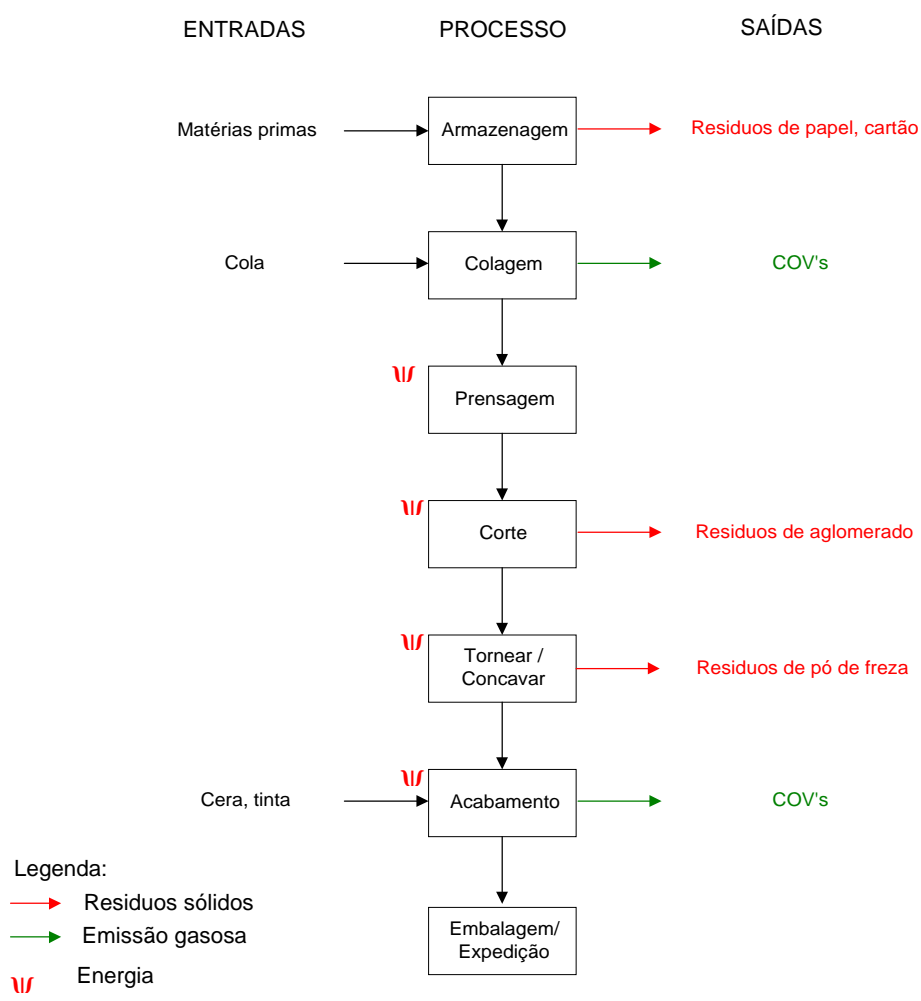 ENTRADAS PROCESSO SAÍDAS
Matérias primas Armazenagem Residuos de papel, cartão
Cola Colagem COV's
Prensagem
Corte Residuos de aglomerado
Tornear /
Concavar
Residuos de pó de freza
Cera, tinta Acabamento COV's
Embalagem/
Expedição
Legenda:
Residuos sólidos
Emissão gasosa
Energia